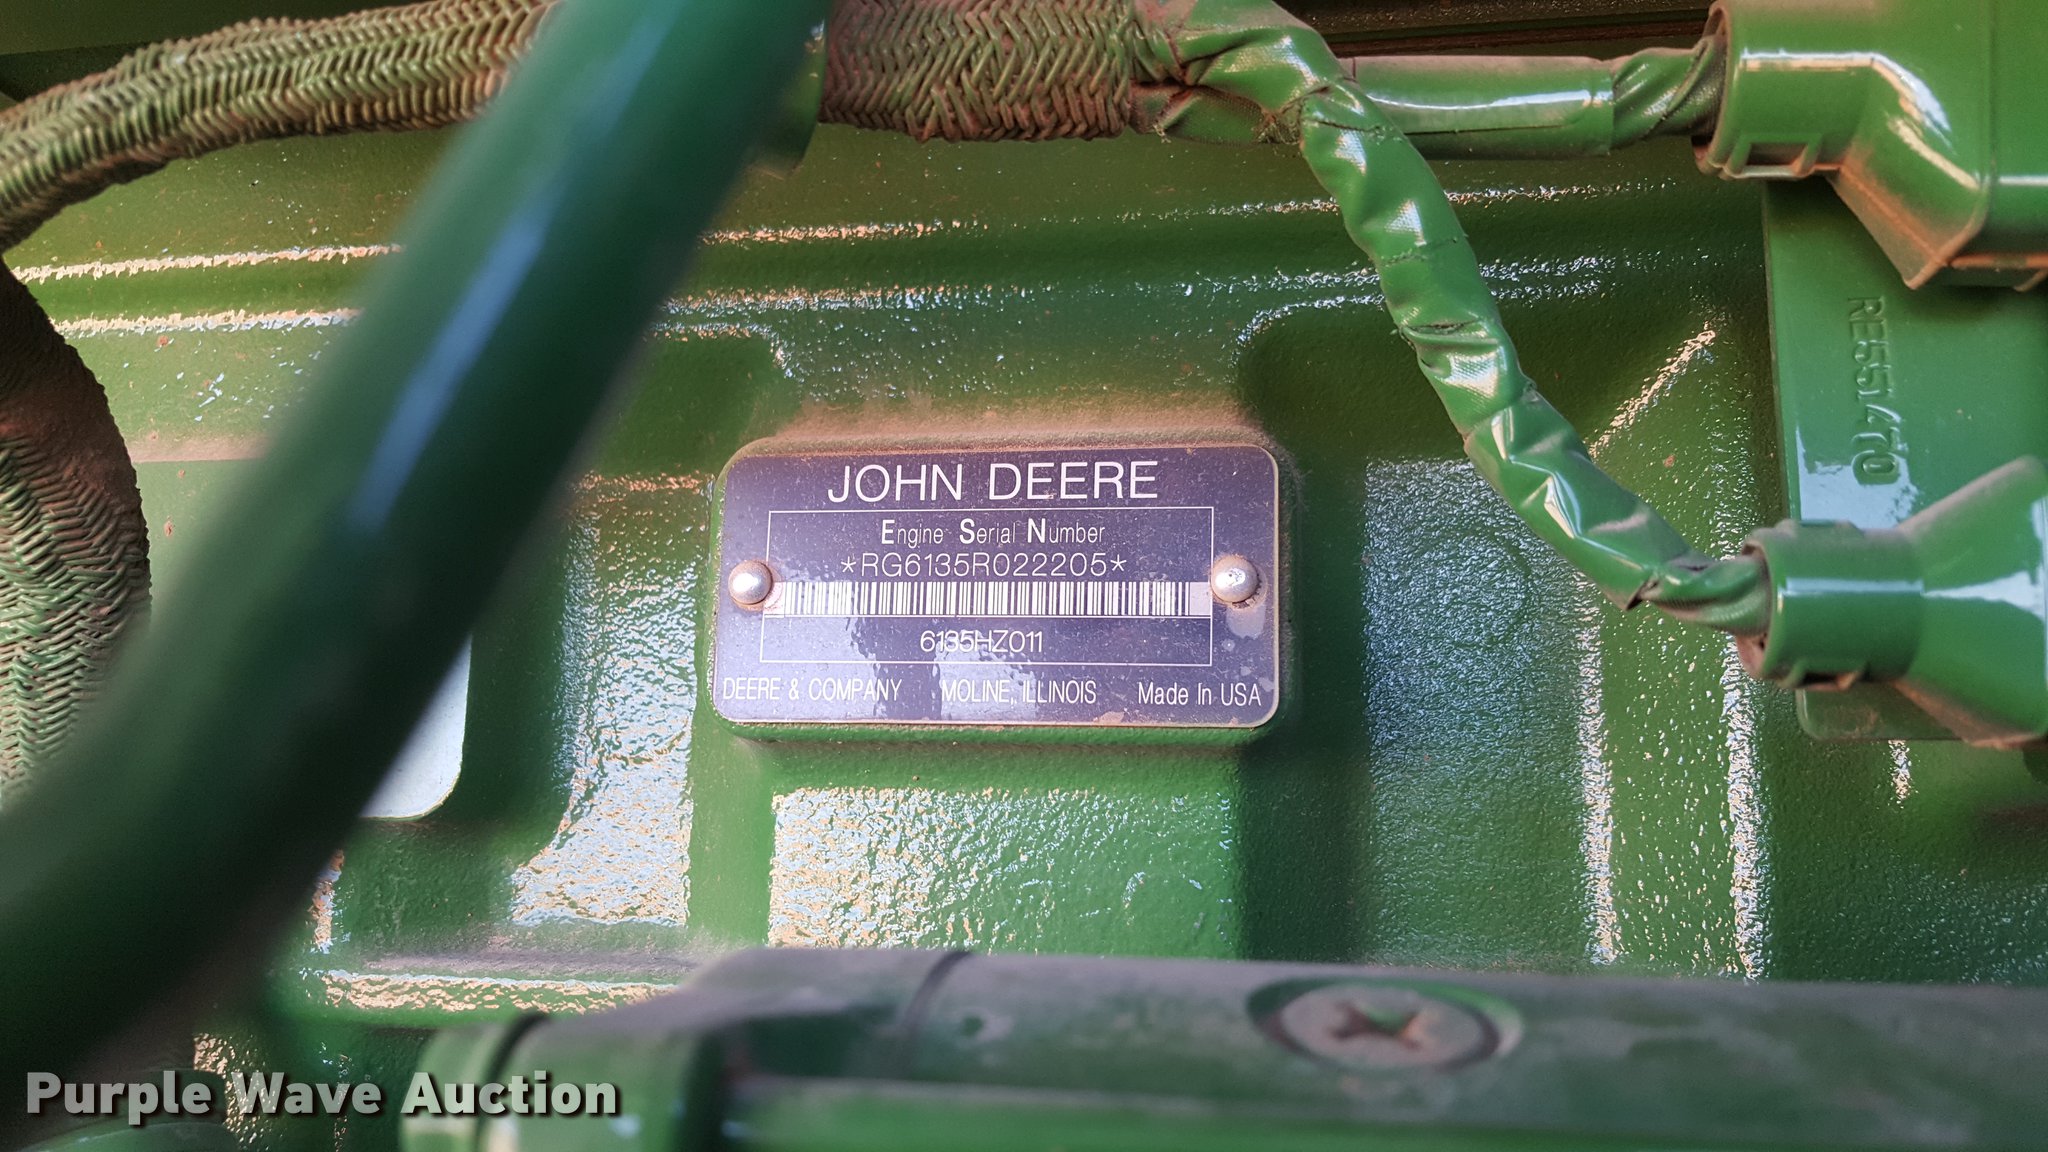 RE551470
JOHN DEERE
Engine Serial Number
*RG6135R022205*
6135HZ011
DEERE & COMPANY MOLINE, ILLINOIS Made In USA
Purple Wave Auction